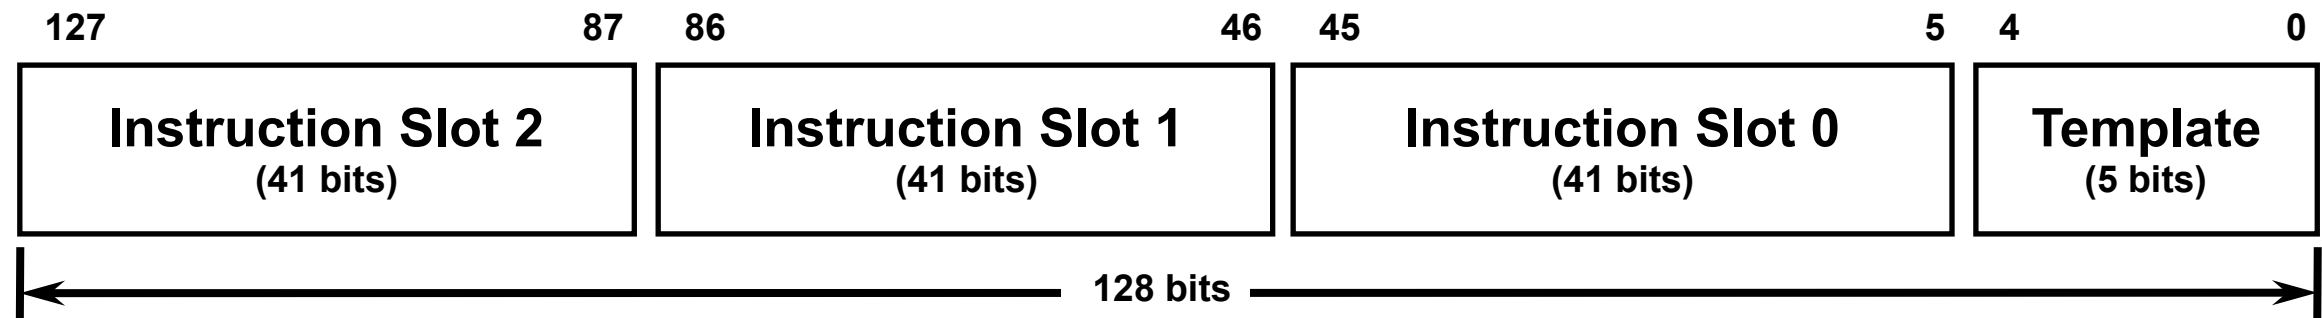 127 87 86 46 45 5 4 0
Instruction Slot 2 Instruction Slot 1 Instruction Slot 0 Template
(41 bits) (41 bits) (41 bits) (5 bits)
128 bits